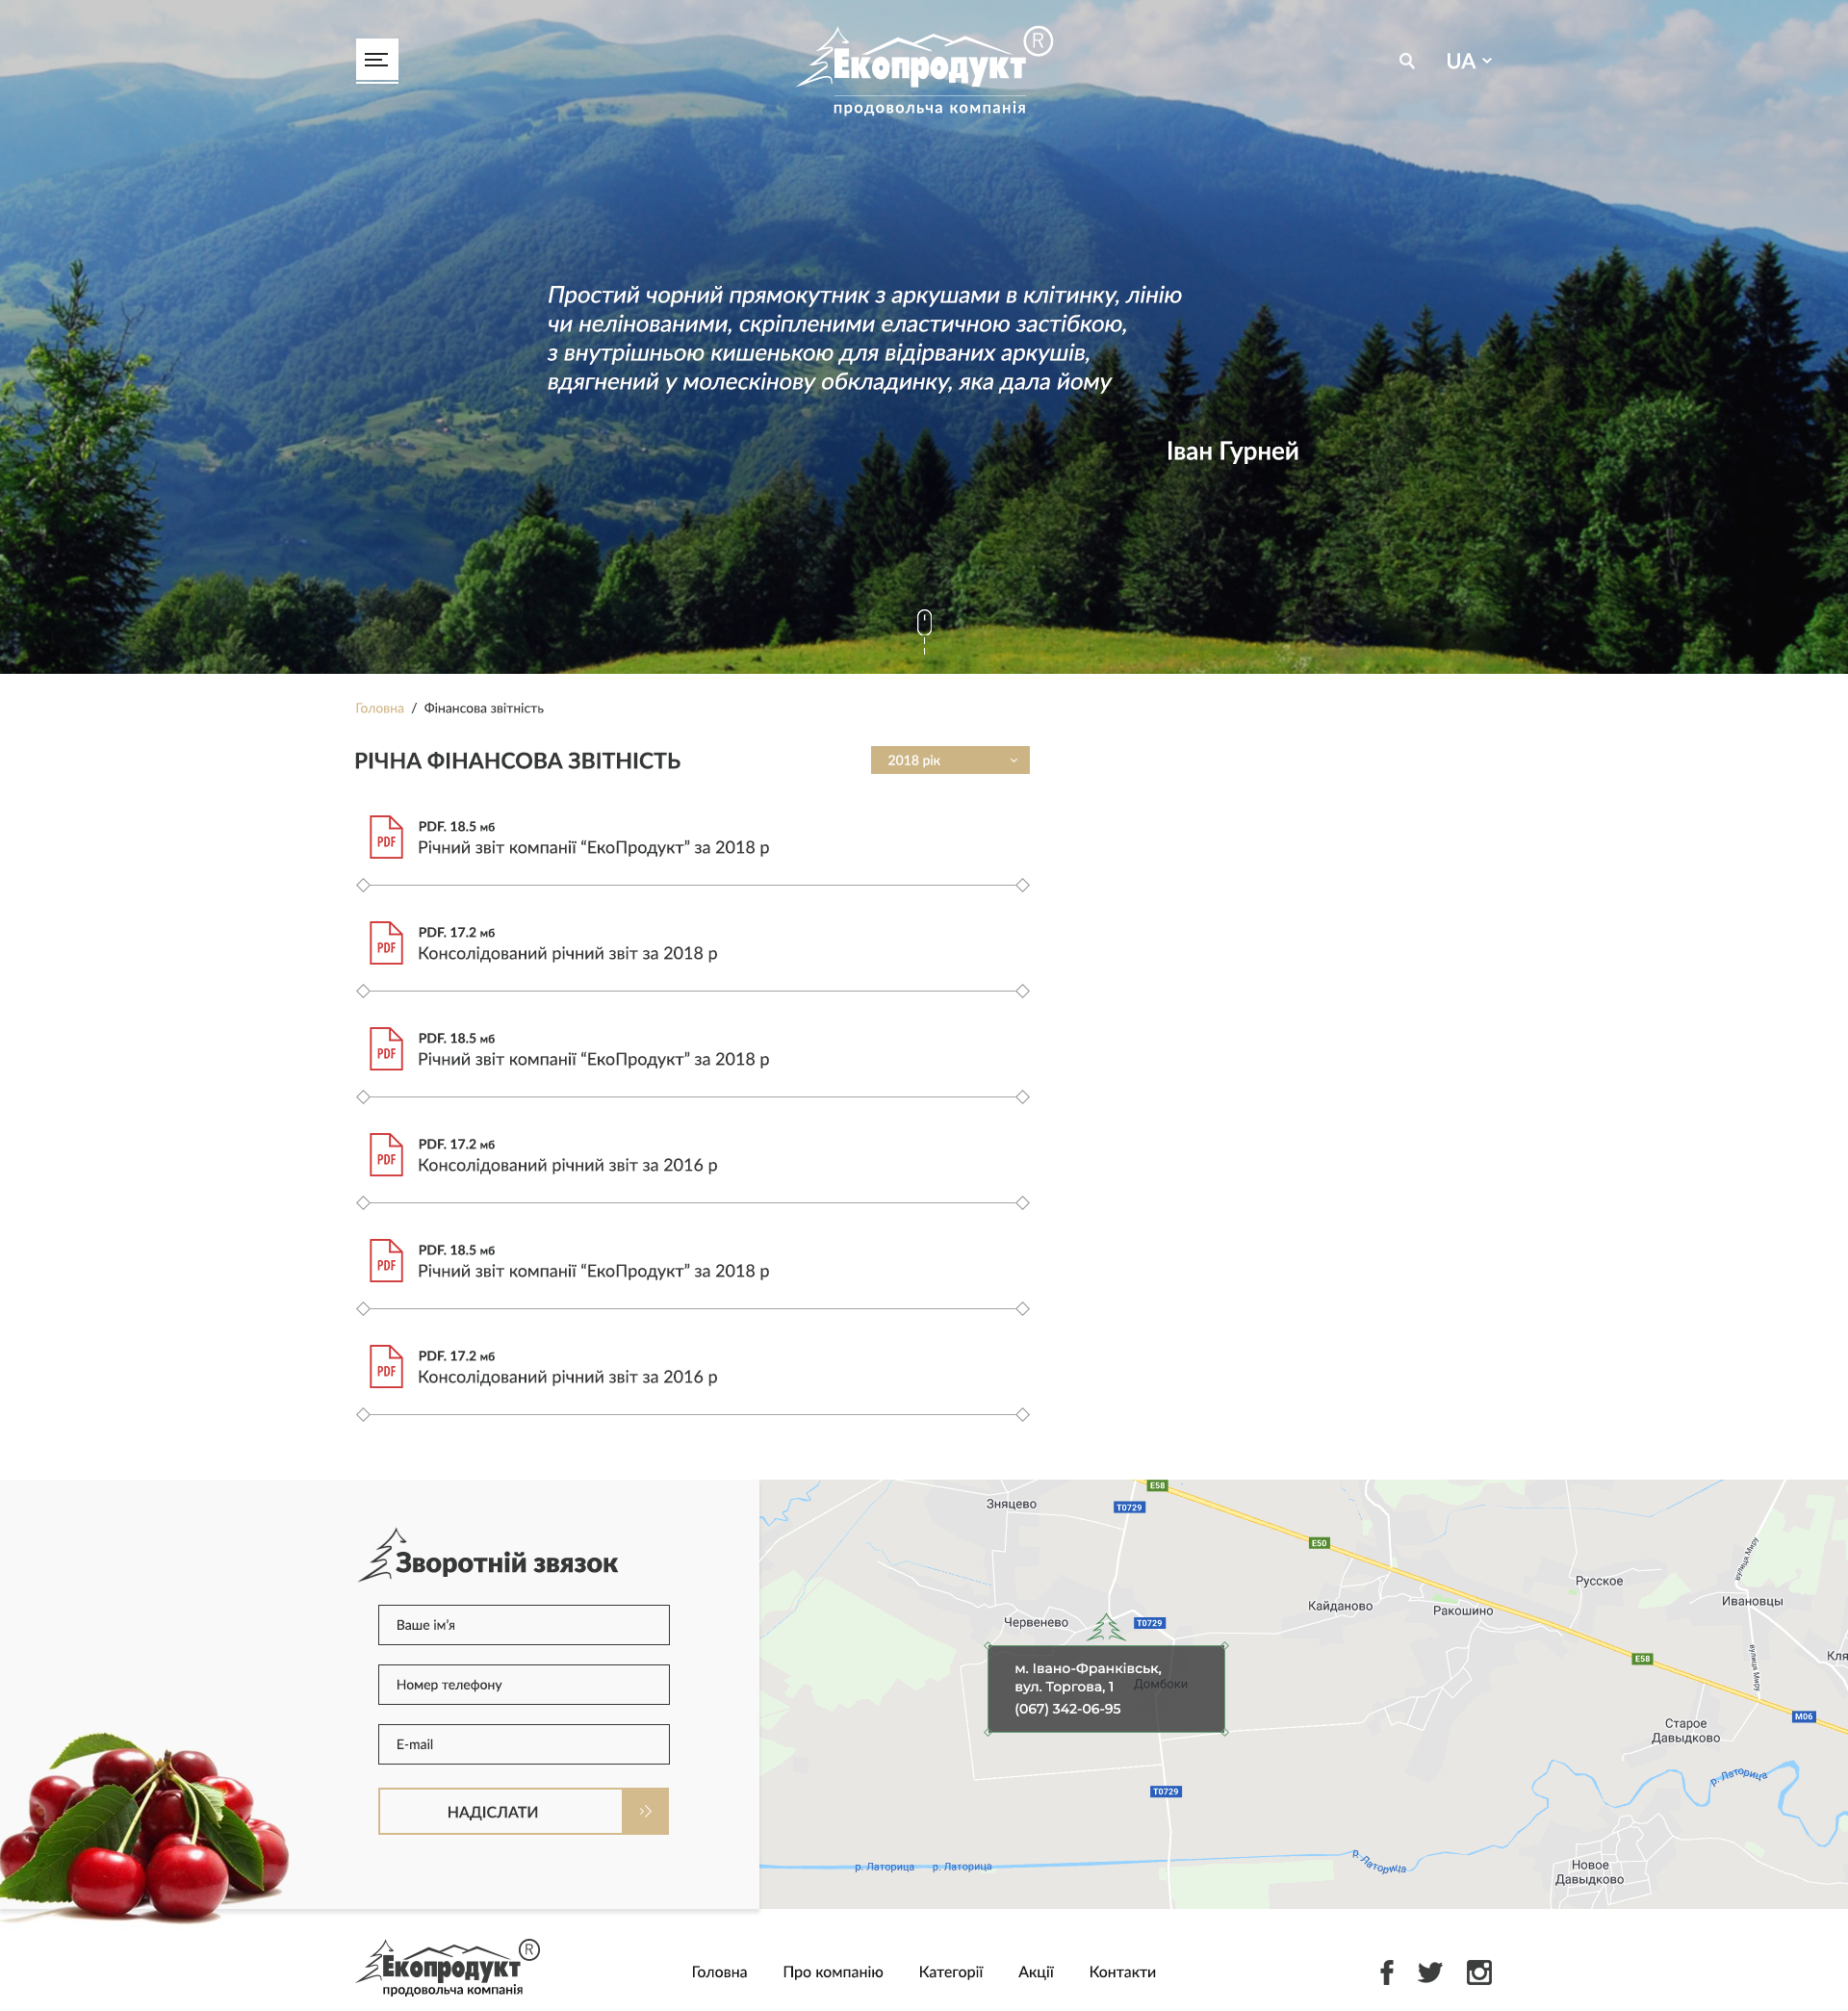 Екопродукт ®
продовольча компанія
UA
Простий чорний прямокутник з аркушами в клітинку, лінію
чи нелінованими, скріпленими еластичною застібкою,
з внутрішньою кишенькою для відірваних аркушів,
вдягнений у молескінову обкладинку, яка дала йому
Іван Гурней
Головна / Фінансова звітність
РІЧНА ФІНАНСОВА ЗВІТНІСТЬ
2018 рік
PDF
PDF. 18.5 мб
Річний звіт компанії “ЕкоПродукт” за 2018 р
PDF
PDF. 17.2 мб
Консолідований річний звіт за 2018 р
PDF
PDF. 18.5 мб
Річний звіт компанії “ЕкоПродукт” за 2018 р
PDF
PDF. 17.2 мб
Консолідований річний звіт за 2016 р
PDF
PDF. 18.5 мб
Річний звіт компанії “ЕкоПродукт” за 2018 р
PDF
PDF. 17.2 мб
Консолідований річний звіт за 2016 р
Зворотній звязок
Ваше ім’я
Номер телефону
E-mail
НАДІСЛАТИ
E58
Зняцево
T0729
E50
вулиця Миру
Русское
Ивановцы
Кайданово
Ракошино
Червенево
T0729
E58
вулиця Миру
Кля
м. Івано-Франківськ,
вул. Торгова, 1
Домбоки
(067) 342-06-95
M06
Старое
Давыдково
р. Латорица
T0729
р. Латорица
р. Латорица
р. Латорица
Новое
Давыдково
Екопродукт ®
продовольча компанія
Головна
Про компанію
Категорії
Акції
Контакти